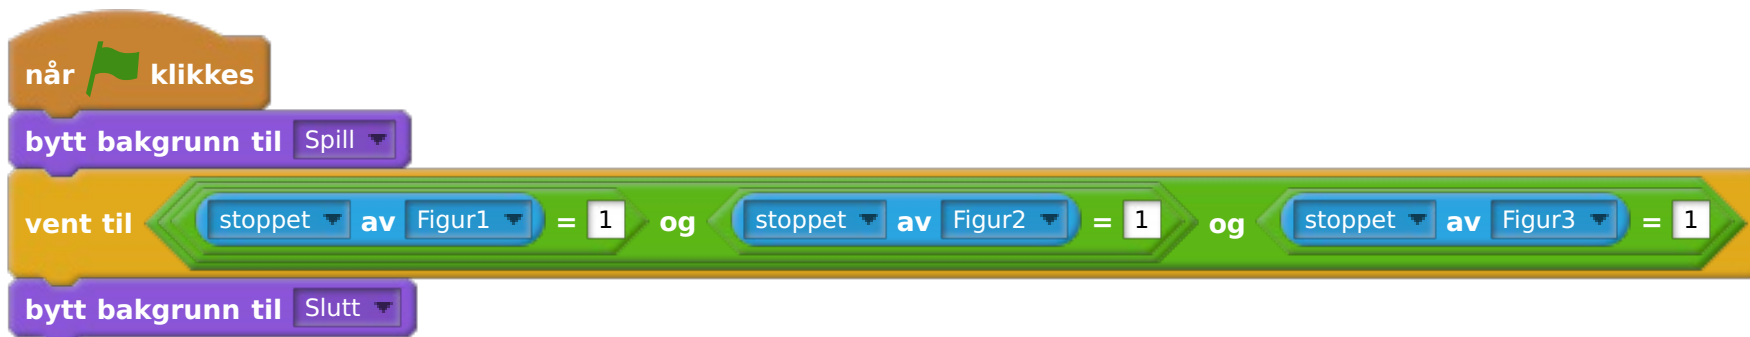 når klikkes
bytt bakgrunn til Spill
vent til stoppet av Figur1 = 1 og stoppet av Figur2 = 1 og stoppet av Figur3 = 1
bytt bakgrunn til Slutt